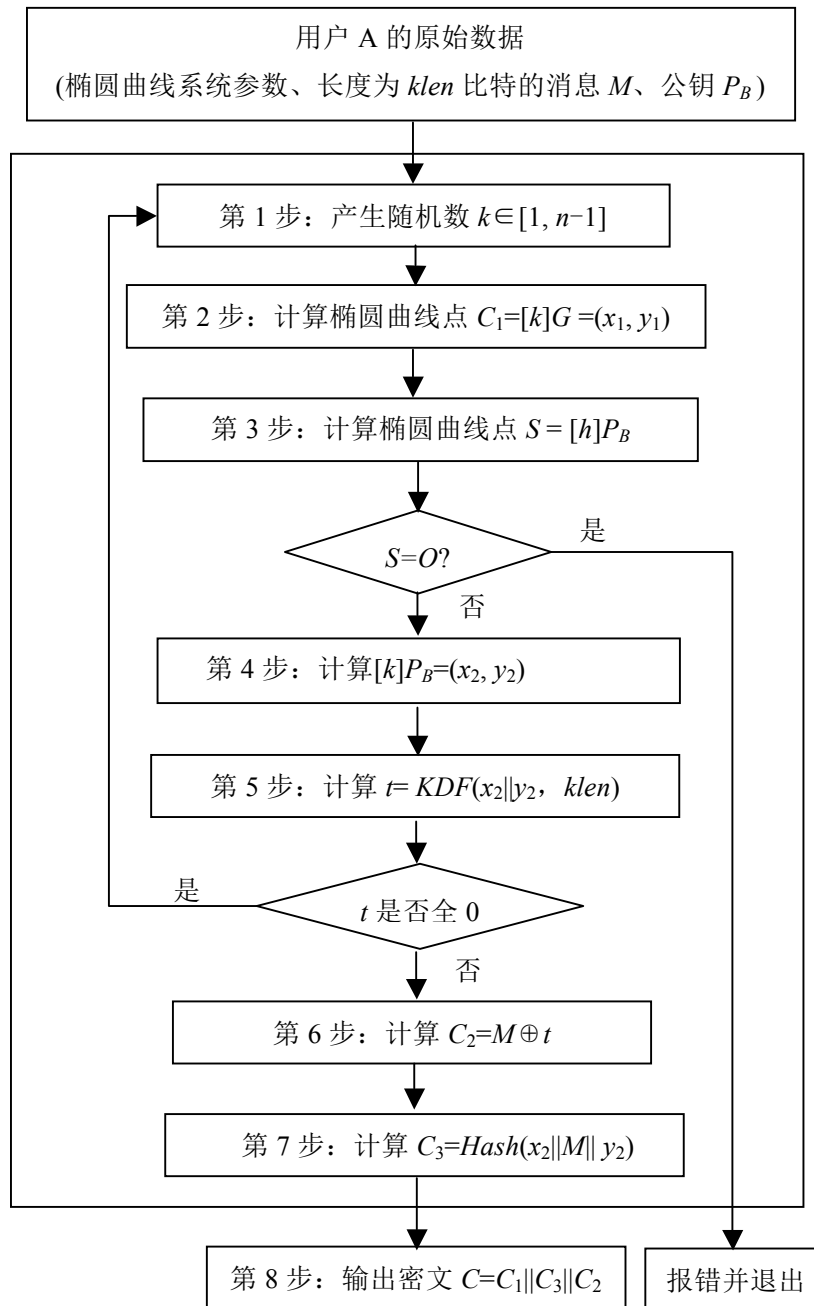 用户 A 的原始数据
(椭圆曲线系统参数、长度为 klen 比特的消息 M、公钥 P_B)
第 1 步：产生随机数 k∈[1, n−1]
第 2 步：计算椭圆曲线点 C₁=[k]G =(x₁, y₁)
第 3 步：计算椭圆曲线点 S = [h]P_B
S=O?
是
否
第 4 步：计算[k]P_B=(x₂, y₂)
第 5 步：计算 t= KDF(x₂||y₂，klen)
t 是否全 0
是
否
第 6 步：计算 C₂=M⊕t
第 7 步：计算 C₃=Hash(x₂||M|| y₂)
第 8 步：输出密文 C=C₁||C₃||C₂
报错并退出